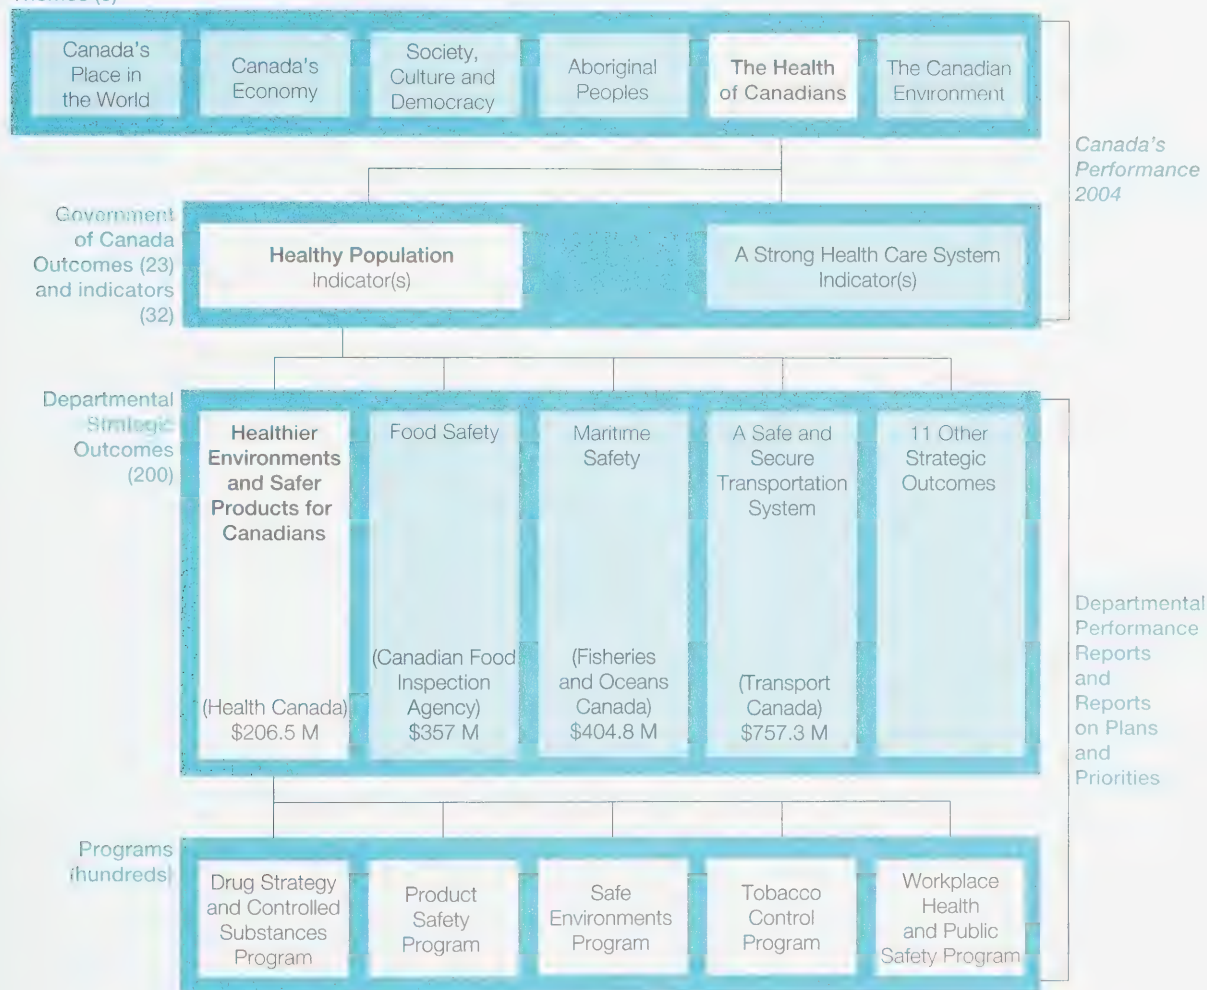 Canada's
Place in
the World
Canada's
Economy
Society,
Culture and
Democracy
Aboriginal
Peoples
The Health
of Canadians
The Canadian
Environment
Canada's
Performance
2004
Government
of Canada
Outcomes (23)
and indicators
(32)
Healthy Population
Indicator(s)
A Strong Health Care System
Indicator(s)
Departmental
Strategic
Outcomes
(200)
Healthier
Environments
and Safer
Products for
Canadians
(Health Canada)
$206.5 M
Food Safety
(Canadian Food
Inspection
Agency)
$357 M
Maritime
Safety
(Fisheries
and Oceans
Canada)
$404.8 M
A Safe and
Secure
Transportation
System
(Transport
Canada)
$757.3 M
11 Other
Strategic
Outcomes
Departmental
Performance
Reports
and
Reports
on Plans
and
Priorities
Programs
(hundreds)
Drug Strategy
and Controlled
Substances
Program
Product
Safety
Program
Safe
Environments
Program
Tobacco
Control
Program
Workplace
Health
and Public
Safety Program